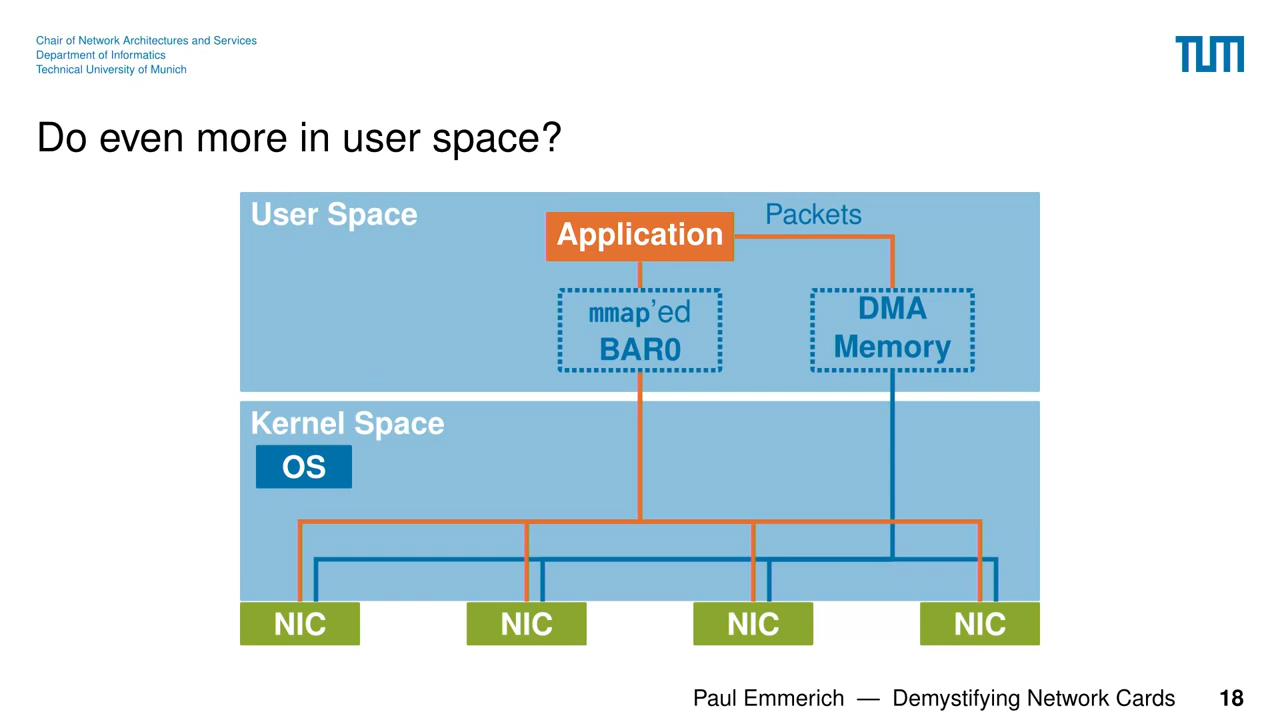 Chair of Network Architectures and Services
Department of Informatics
Technical University of Munich
TUM
Do even more in user space?
User Space
Application
Packets
mmap’ed
BAR0
DMA
Memory
Kernel Space
OS
NIC
NIC
NIC
NIC
Paul Emmerich — Demystifying Network Cards 18